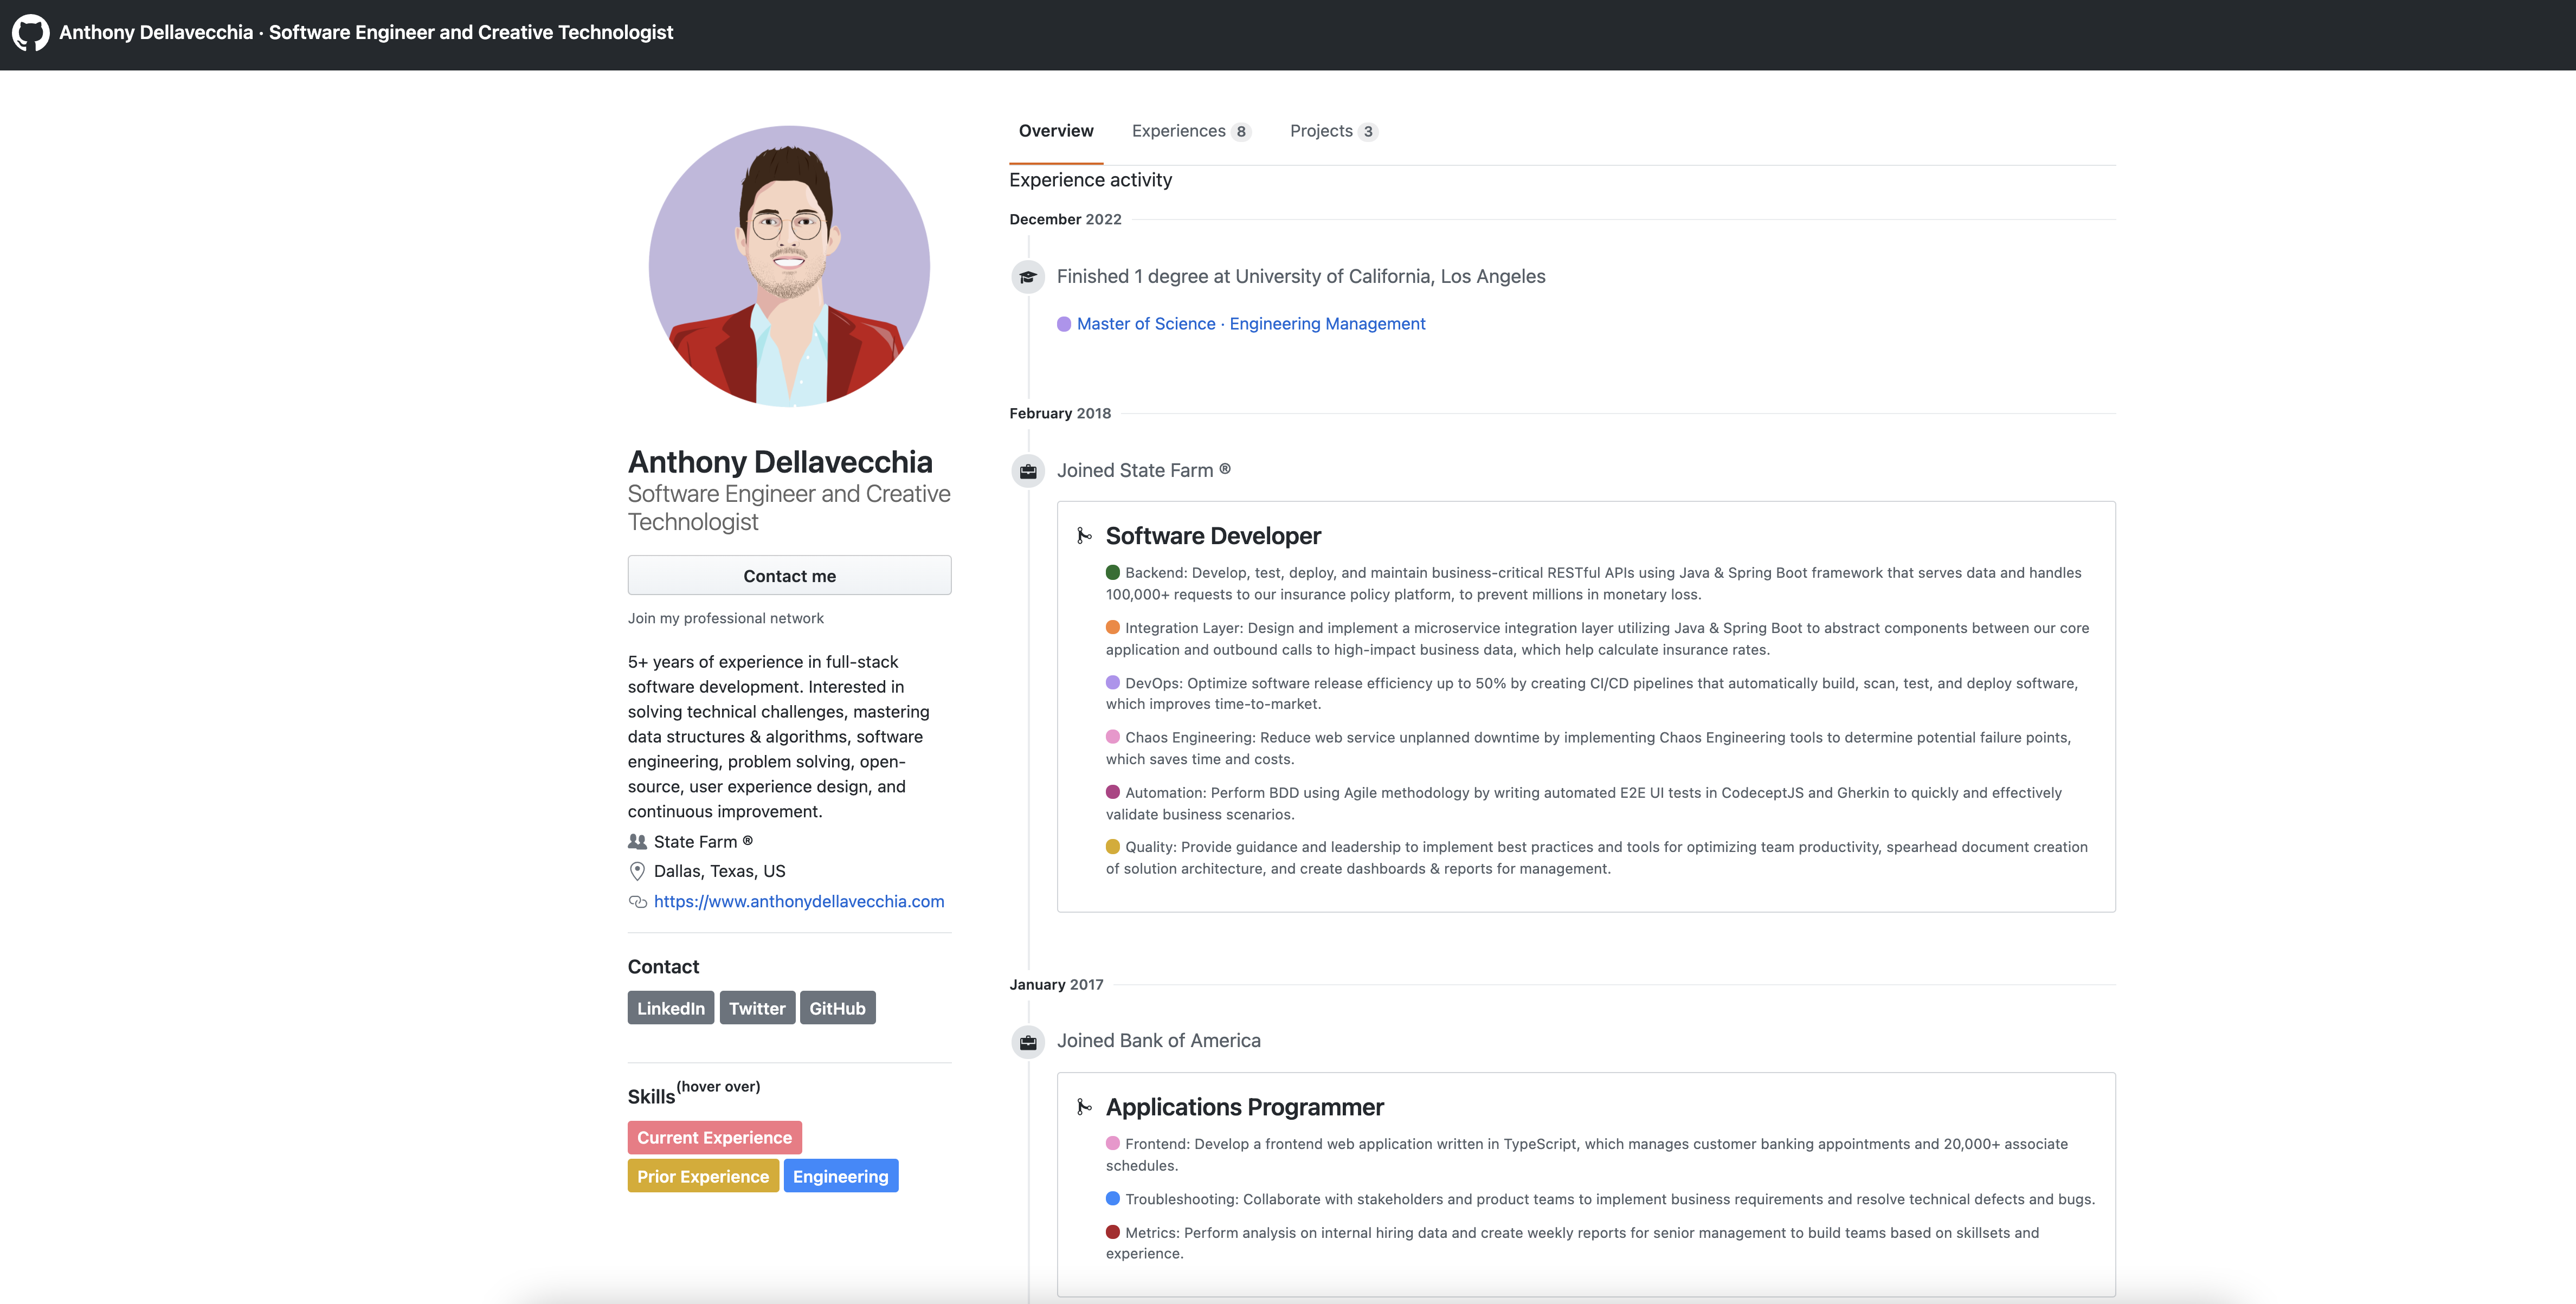 Anthony Dellavecchia · Software Engineer and Creative Technologist
Overview
Experiences 8
Projects 3
Experience activity
December 2022
Finished 1 degree at University of California, Los Angeles
Master of Science · Engineering Management
February 2018
Joined State Farm ®
Software Developer
Backend: Develop, test, deploy, and maintain business-critical RESTful APIs using Java & Spring Boot framework that serves data and handles
100,000+ requests to our insurance policy platform, to prevent millions in monetary loss.
Integration Layer: Design and implement a microservice integration layer utilizing Java & Spring Boot to abstract components between our core
application and outbound calls to high-impact business data, which help calculate insurance rates.
DevOps: Optimize software release efficiency up to 50% by creating CI/CD pipelines that automatically build, scan, test, and deploy software,
which improves time-to-market.
Chaos Engineering: Reduce web service unplanned downtime by implementing Chaos Engineering tools to determine potential failure points,
which saves time and costs.
Automation: Perform BDD using Agile methodology by writing automated E2E UI tests in CodeceptJS and Gherkin to quickly and effectively
validate business scenarios.
Quality: Provide guidance and leadership to implement best practices and tools for optimizing team productivity, spearhead document creation
of solution architecture, and create dashboards & reports for management.
January 2017
Joined Bank of America
Applications Programmer
Frontend: Develop a frontend web application written in TypeScript, which manages customer banking appointments and 20,000+ associate
schedules.
Troubleshooting: Collaborate with stakeholders and product teams to implement business requirements and resolve technical defects and bugs.
Metrics: Perform analysis on internal hiring data and create weekly reports for senior management to build teams based on skillsets and
experience.
Anthony Dellavecchia
Software Engineer and Creative
Technologist
Contact me
Join my professional network
5+ years of experience in full-stack
software development. Interested in
solving technical challenges, mastering
data structures & algorithms, software
engineering, problem solving, open-
source, user experience design, and
continuous improvement.
State Farm ®
Dallas, Texas, US
https://www.anthonydellavecchia.com
Contact
LinkedIn
Twitter
GitHub
Skills (hover over)
Current Experience
Prior Experience
Engineering